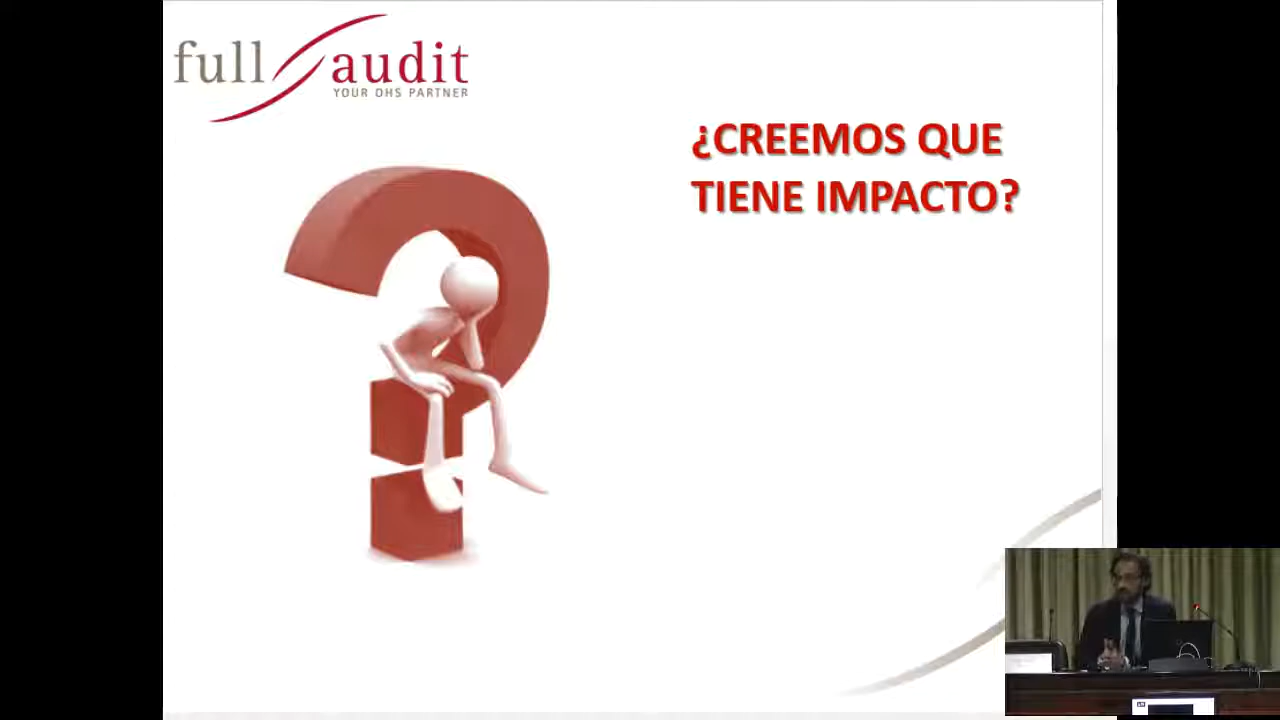 full audit
YOUR OHS PARTNER
¿CREEMOS QUE
TIENE IMPACTO?